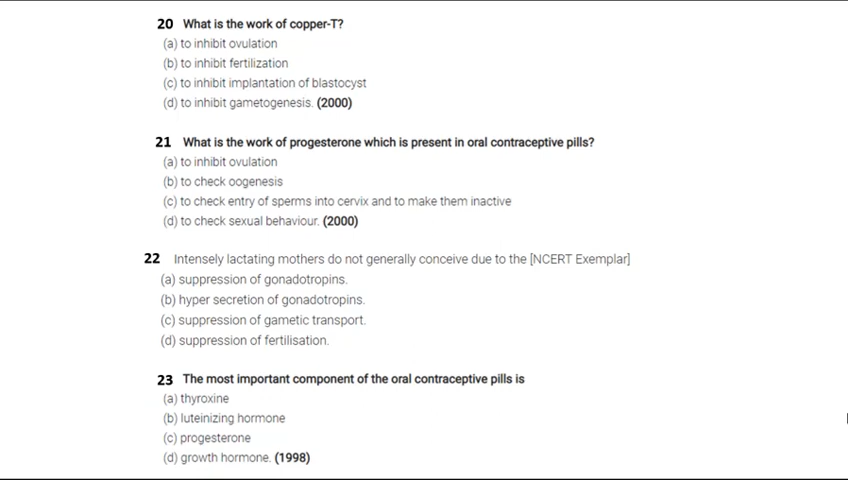 20 What is the work of copper-T?
(a) to inhibit ovulation
(b) to inhibit fertilization
(c) to inhibit implantation of blastocyst
(d) to inhibit gametogenesis. (2000)
21 What is the work of progesterone which is present in oral contraceptive pills?
(a) to inhibit ovulation
(b) to check oogenesis
(c) to check entry of sperms into cervix and to make them inactive
(d) to check sexual behaviour. (2000)
22 Intensely lactating mothers do not generally conceive due to the [NCERT Exemplar]
(a) suppression of gonadotropins.
(b) hyper secretion of gonadotropins.
(c) suppression of gametic transport.
(d) suppression of fertilisation.
23 The most important component of the oral contraceptive pills is
(a) thyroxine
(b) luteinizing hormone
(c) progesterone
(d) growth hormone. (1998)